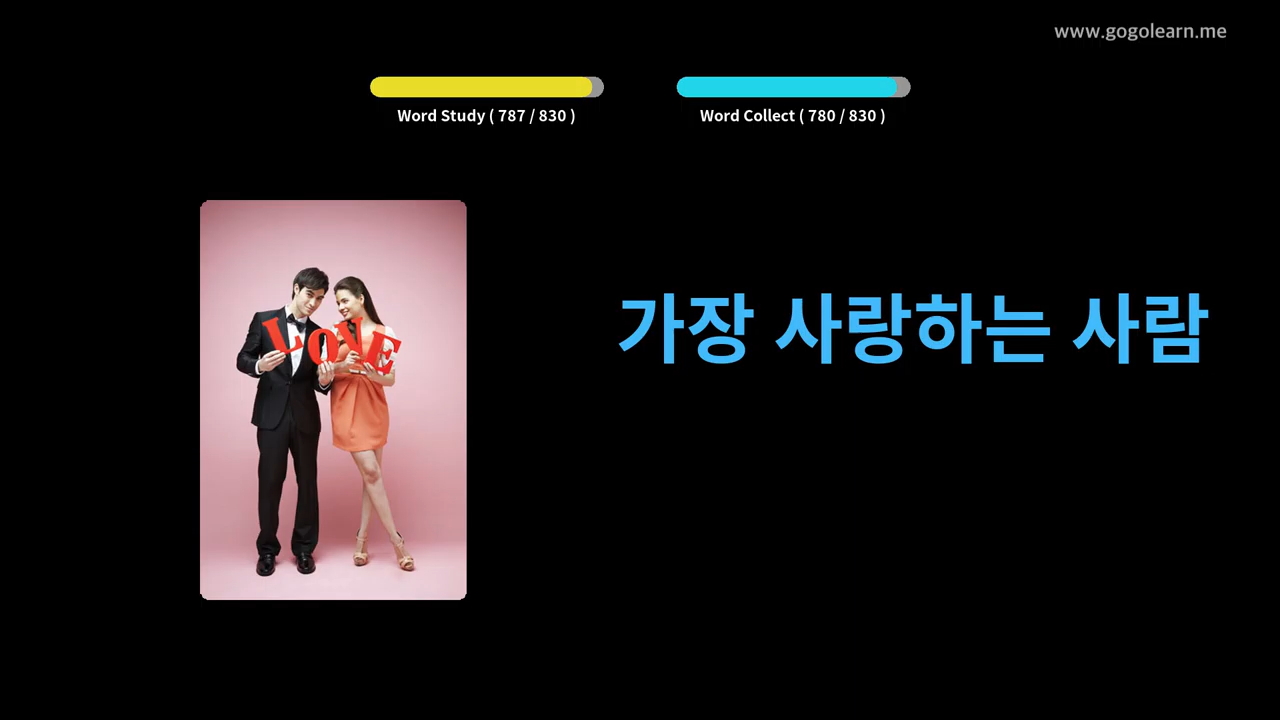 www.gogolearn.me
Word Study ( 787 / 830 )
Word Collect ( 780 / 830 )
LOVE
가장 사랑하는 사람